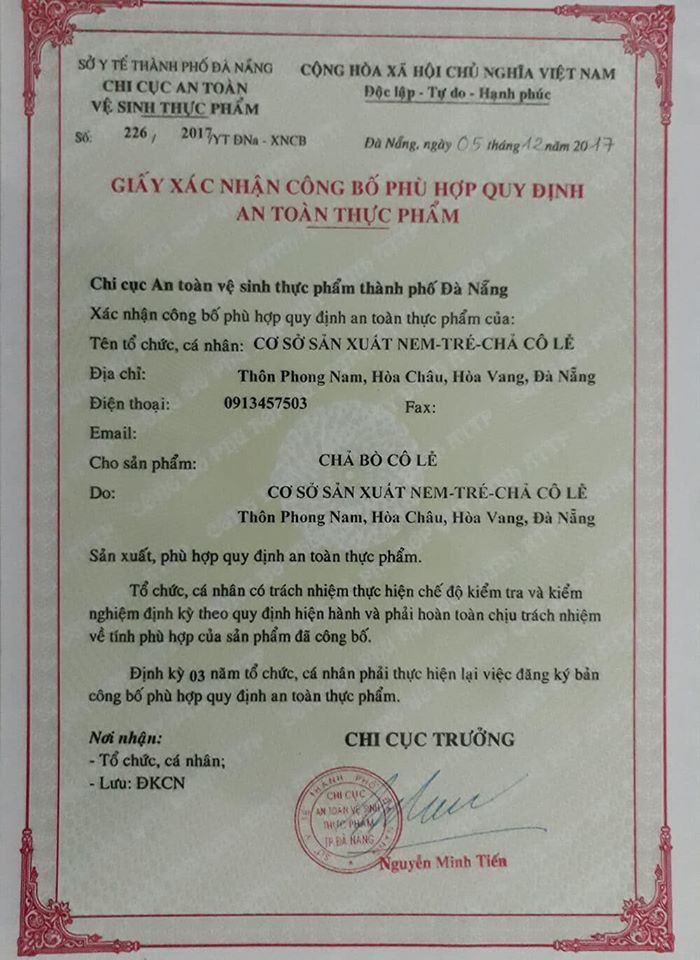 SỞ Y TẾ THÀNH PHỐ ĐÀ NẴNG
CHI CỤC AN TOÀN
VỆ SINH THỰC PHẨM
Số: 226 / 2017/YT ĐNa - XNCB
CỘNG HÒA XÃ HỘI CHỦ NGHĨA VIỆT NAM
Độc lập - Tự do - Hạnh phúc
Đà Nẵng, ngày 05 tháng 12 năm 2017
GIẤY XÁC NHẬN CÔNG BỐ PHÙ HỢP QUY ĐỊNH
AN TOÀN THỰC PHẨM
Chi cục An toàn vệ sinh thực phẩm thành phố Đà Nẵng
Xác nhận công bố phù hợp quy định an toàn thực phẩm của:
Tên tổ chức, cá nhân: CƠ SỞ SẢN XUẤT NEM-TRÉ-CHẢ CÔ LẺ
Địa chỉ: Thôn Phong Nam, Hòa Châu, Hòa Vang, Đà Nẵng
Điện thoại: 0913457503 Fax:
Email:
Cho sản phẩm: CHẢ BÒ CÔ LẺ
Do: CƠ SỞ SẢN XUẤT NEM-TRÉ-CHẢ CÔ LẺ
Thôn Phong Nam, Hòa Châu, Hòa Vang, Đà Nẵng
Sản xuất, phù hợp quy định an toàn thực phẩm.
Tổ chức, cá nhân có trách nhiệm thực hiện chế độ kiểm tra và kiểm
nghiệm định kỳ theo quy định hiện hành và phải hoàn toàn chịu trách nhiệm
về tính phù hợp của sản phẩm đã công bố.
Định kỳ 03 năm tổ chức, cá nhân phải thực hiện lại việc đăng ký bản
công bố phù hợp quy định an toàn thực phẩm.
Nơi nhận:
- Tổ chức, cá nhân;
- Lưu: ĐKCN
CHI CỤC TRƯỞNG
SỞ Y TẾ THÀNH PHỐ ĐÀ NẴNG
CHI CỤC
AN TOÀN VỆ SINH
THỰC PHẨM
TP.ĐÀ NẴNG
Nguyễn Minh Tiến